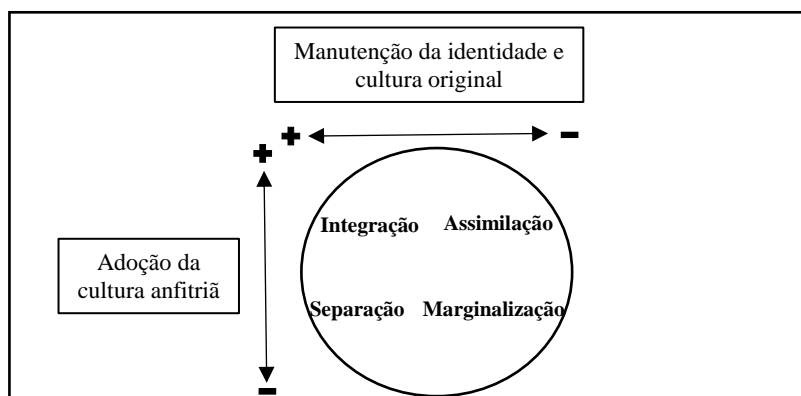 Manutenção da identidade e
cultura original
+ + -
Integração Assimilação
Adoção da
cultura anfitriã
Separação Marginalização
-